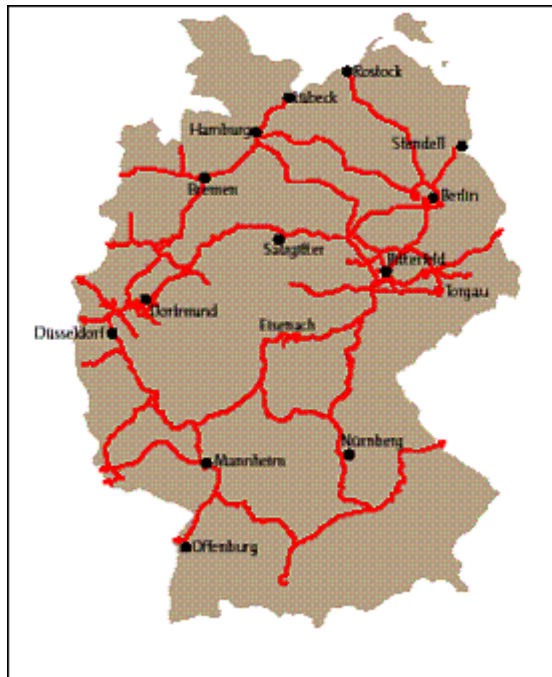 Rostock
Lübeck
Hamburg
Stendell
Bremen
Berlin
Salzgitter
Bitterfeld
Torgau
Dortmund
Eisenach
Düsseldorf
Nürnberg
Mannheim
Offenburg